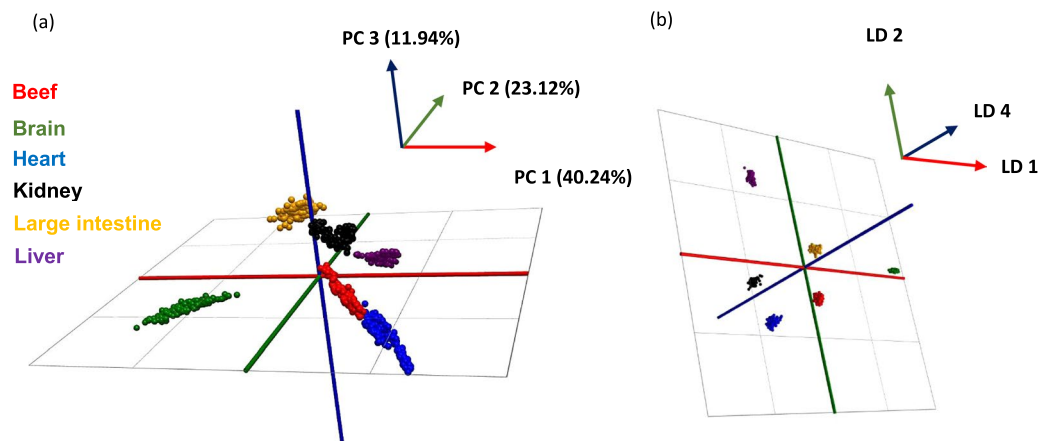 (a)
PC 3 (11.94%)
PC 2 (23.12%)
PC 1 (40.24%)
Beef
Brain
Heart
Kidney
Large intestine
Liver
(b)
LD 2
LD 4
LD 1